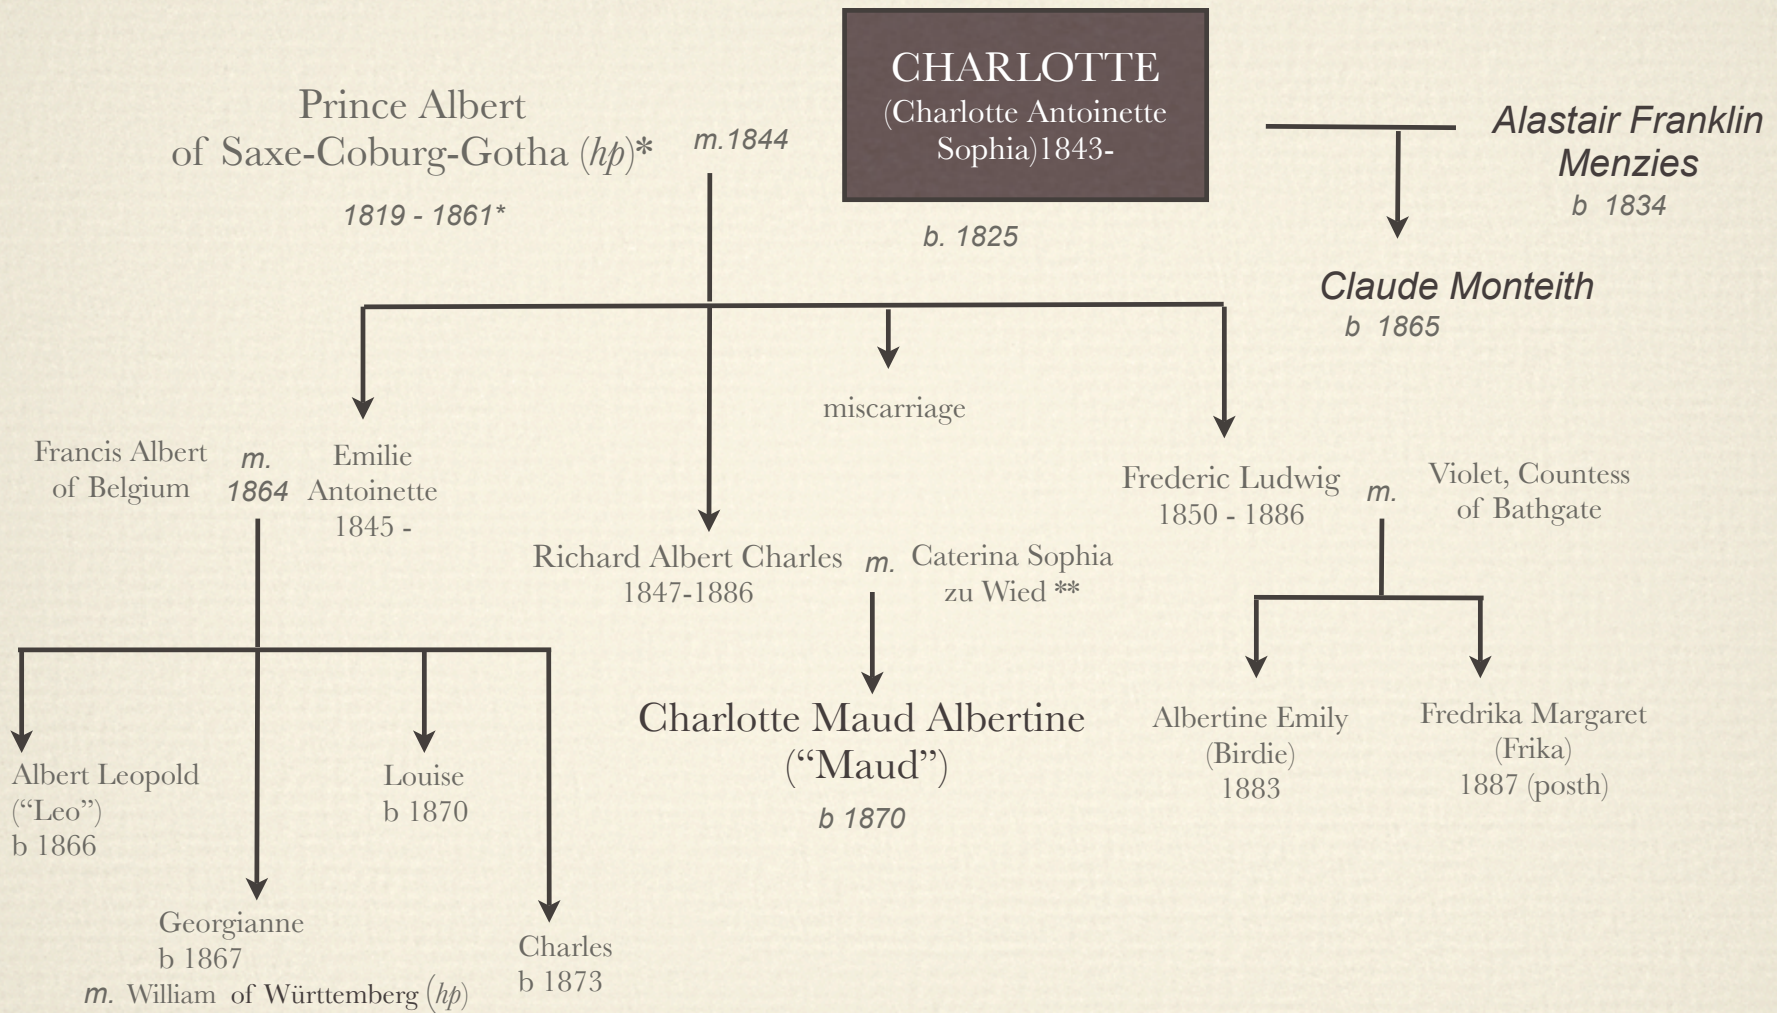 CHARLOTTE
(Charlotte Antoinette
Sophia)1843-
b. 1825
Prince Albert
of Saxe-Coburg-Gotha (hp)*
1819 - 1861*
m.1844
Alastair Franklin
Menzies
b 1834
Claude Monteith
b 1865
miscarriage
Francis Albert
of Belgium
m.
1864
Emilie
Antoinette
1845 -
Richard Albert Charles
1847-1886
m.
Caterina Sophia
zu Wied **
Frederic Ludwig
1850 - 1886
m.
Violet, Countess
of Bathgate
Albert Leopold
(“Leo”)
b 1866
Georgianne
b 1867
m. William of Württemberg (hp)
Louise
b 1870
Charles
b 1873
Charlotte Maud Albertine
(“Maud”)
b 1870
Albertine Emily
(Birdie)
1883
Fredrika Margaret
(Frika)
1887 (posth)